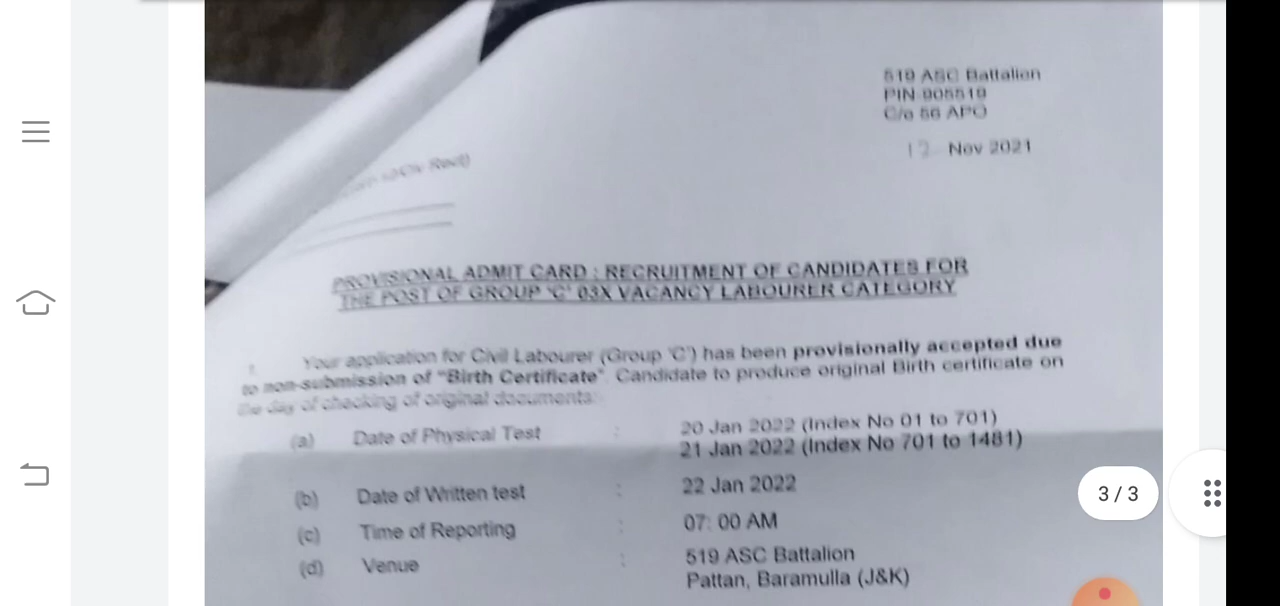 519 ASC Battalion
PIN-905519
C/o 56 APO
Nov 2021
Rect)
PROVISIONAL ADMIT CARD : RECRUITMENT OF CANDIDATES FOR
THE POST OF GROUP 'C' 03X VACANCY LABOURER CATEGORY
1. Your application for Civil Labourer (Group 'C') has been provisionally accepted due
to non-submission of "Birth Certificate". Candidate to produce original Birth certificate on
the day of checking of original documents:
(a) Date of Physical Test : 20 Jan 2022 (Index No 01 to 701)
21 Jan 2022 (Index No 701 to 1481)
(b) Date of Written test : 22 Jan 2022
(c) Time of Reporting : 07: 00 AM
(d) Venue : 519 ASC Battalion
Pattan, Baramulla (J&K)
3 / 3